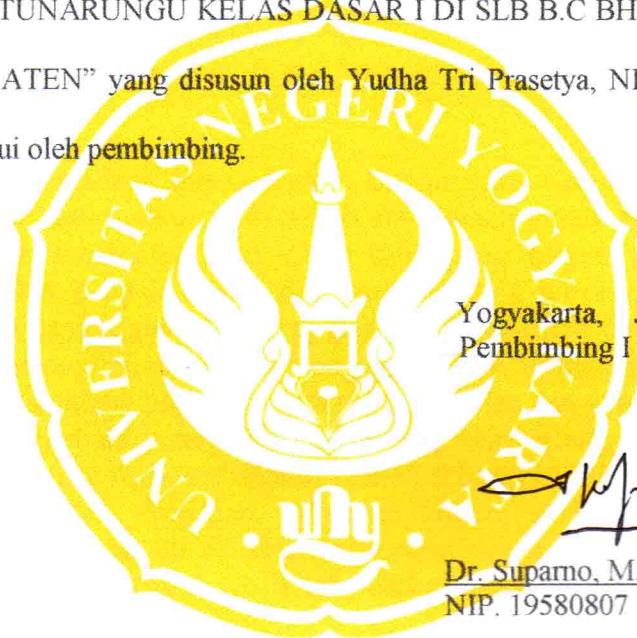 TUNARUNGU KELAS DASAR I DI SLB B.C BH
ATEN” yang disusun oleh Yudha Tri Prasetya, NI
ui oleh pembimbing.
UNIVERSITAS NEGERI YOGYAKARTA
uny
Yogyakarta, .
Pembimbing I
Dr. Suparno, M.
NIP. 19580807